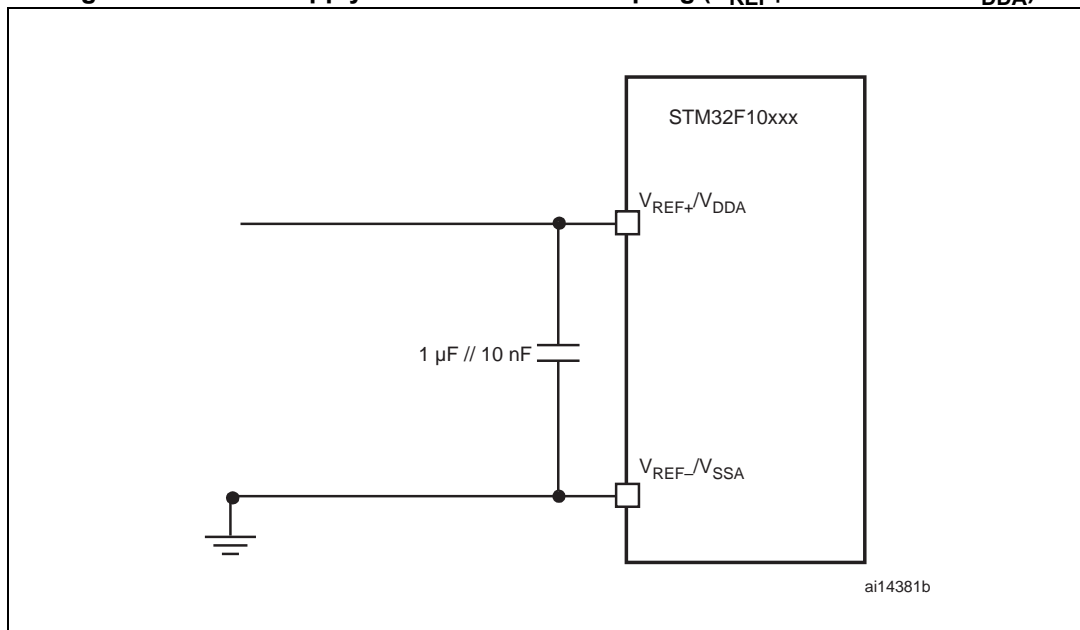 STM32F10xxx
VREF+/VDDA
1 µF // 10 nF
VREF–/VSSA
ai14381b